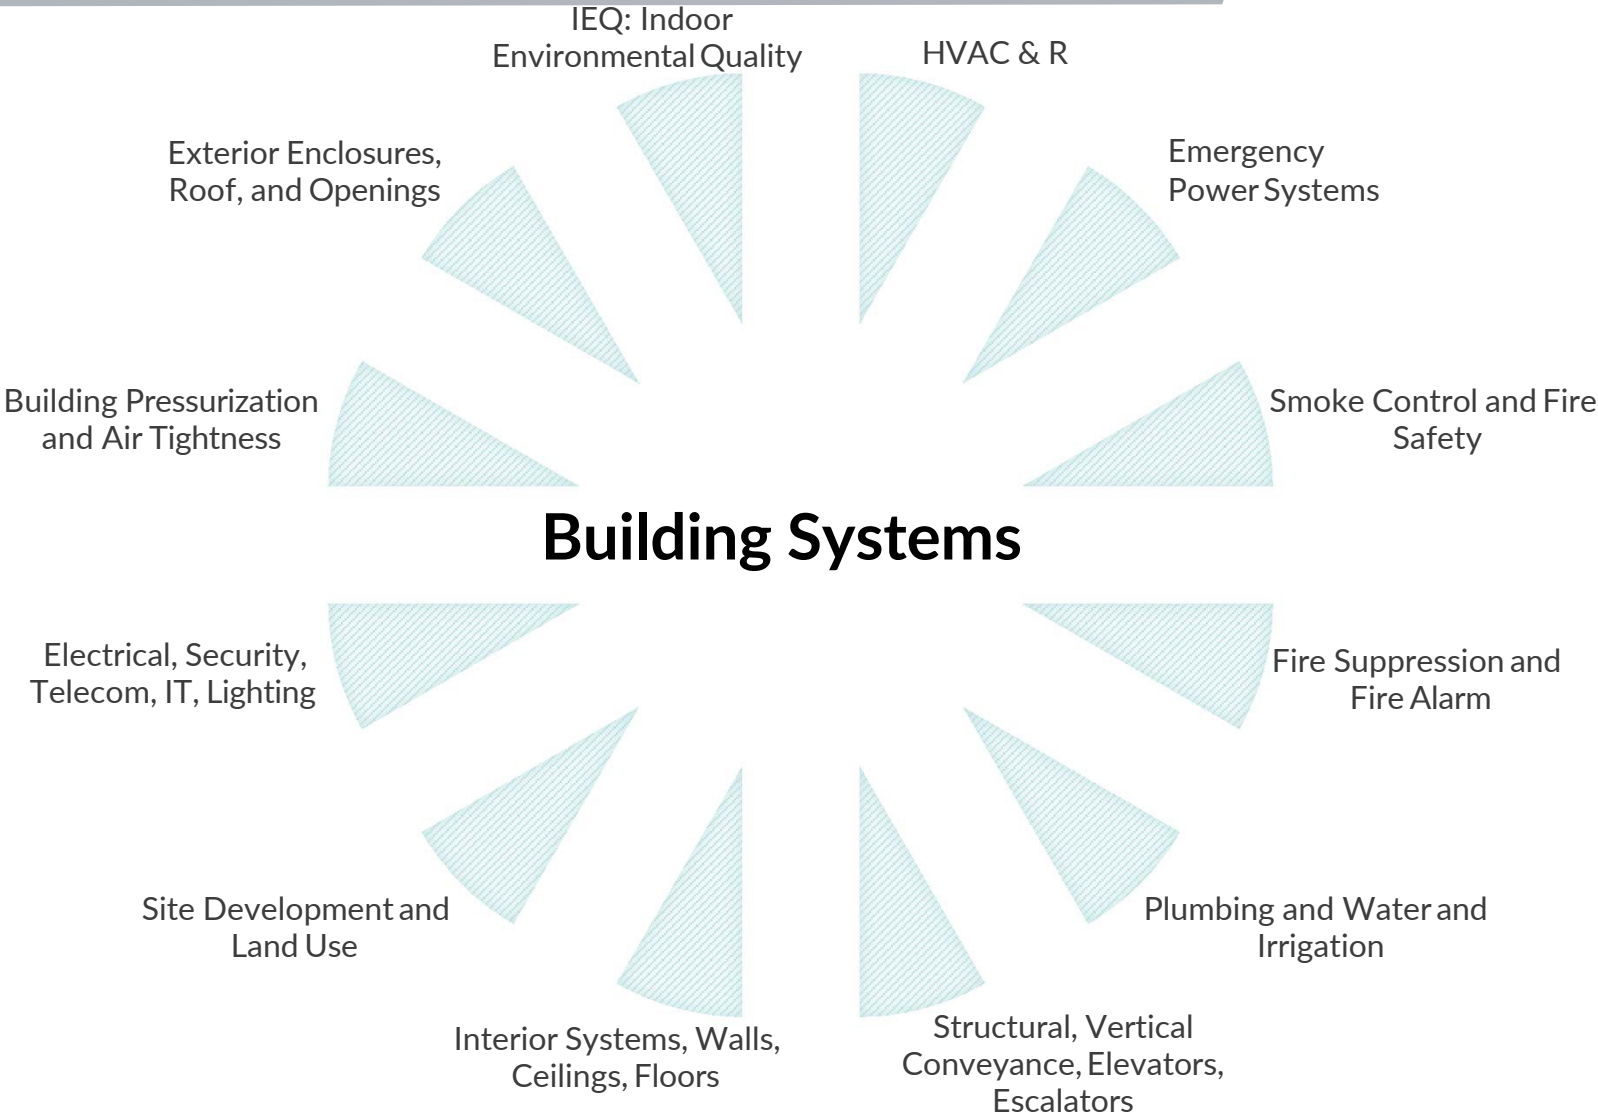 IEQ: Indoor
Environmental Quality
HVAC & R
Emergency
Power Systems
Smoke Control and Fire
Safety
Fire Suppression and
Fire Alarm
Plumbing and Water and
Irrigation
Structural, Vertical
Conveyance, Elevators,
Escalators
Interior Systems, Walls,
Ceilings, Floors
Site Development and
Land Use
Electrical, Security,
Telecom, IT, Lighting
Building Pressurization
and Air Tightness
Exterior Enclosures,
Roof, and Openings
Building Systems